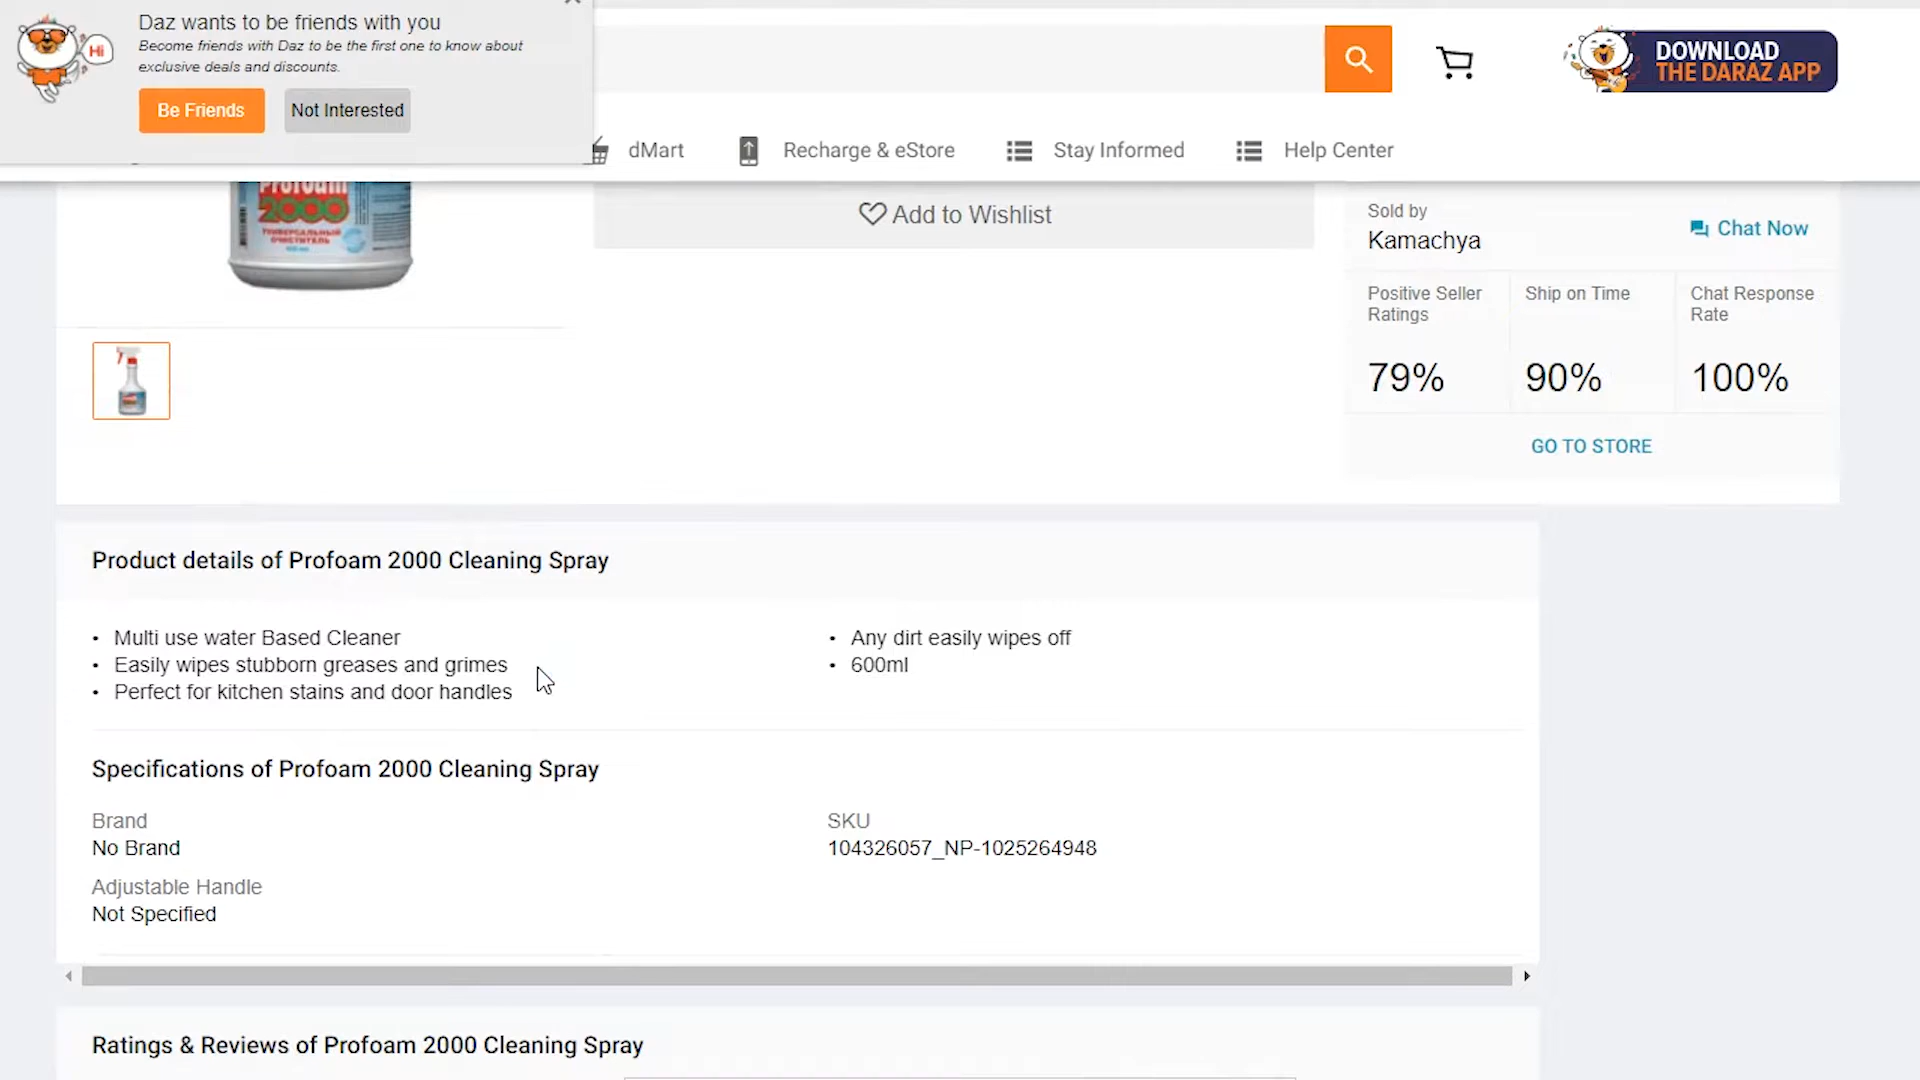 Daz wants to be friends with you
Become friends with Daz to be the first one to know about
exclusive deals and discounts.
Hi
Be Friends
Not Interested
DOWNLOAD
THE DARAZ APP
dMart
Recharge & eStore
Stay Informed
Help Center
Profoam
2000
УНИВЕРСАЛЬНЫЙ
ОЧИСТИТЕЛЬ
Add to Wishlist
Sold by
Kamachya
Chat Now
Positive Seller
Ratings
Ship on Time
Chat Response
Rate
79%
90%
100%
GO TO STORE
Product details of Profoam 2000 Cleaning Spray
• Multi use water Based Cleaner
• Easily wipes stubborn greases and grimes
• Perfect for kitchen stains and door handles
• Any dirt easily wipes off
• 600ml
Specifications of Profoam 2000 Cleaning Spray
Brand
No Brand
SKU
104326057_NP-1025264948
Adjustable Handle
Not Specified
Ratings & Reviews of Profoam 2000 Cleaning Spray